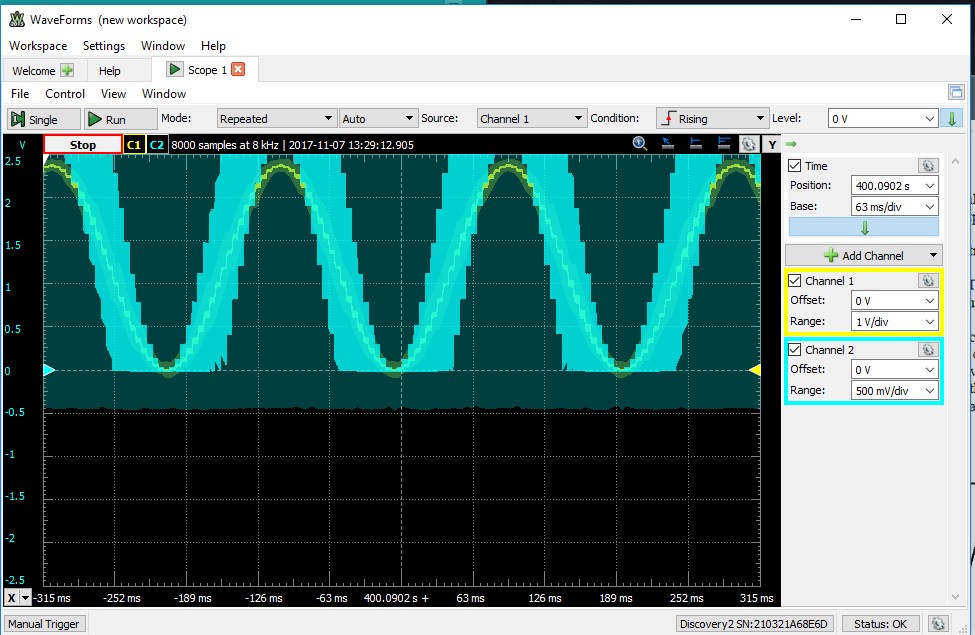 WaveForms (new workspace)
Workspace Settings Window Help
Welcome Help Scope 1
File Control View Window
Single Run Mode: Repeated Auto Source: Channel 1 Condition: Rising Level: 0 V
V Stop C1 C2 8000 samples at 8 kHz | 2017-11-07 13:29:12.905 Y
2.5
2
1.5
1
0.5
0
-0.5
-1
-1.5
-2
-2.5
X -315 ms -252 ms -189 ms -126 ms -63 ms 400.0902 s + 63 ms 126 ms 189 ms 252 ms 315 ms
Time
Position: 400.0902 s
Base: 63 ms/div
Add Channel
Channel 1
Offset: 0 V
Range: 1 V/div
Channel 2
Offset: 0 V
Range: 500 mV/div
Manual Trigger Discovery2 SN:210321A68E6D Status: OK